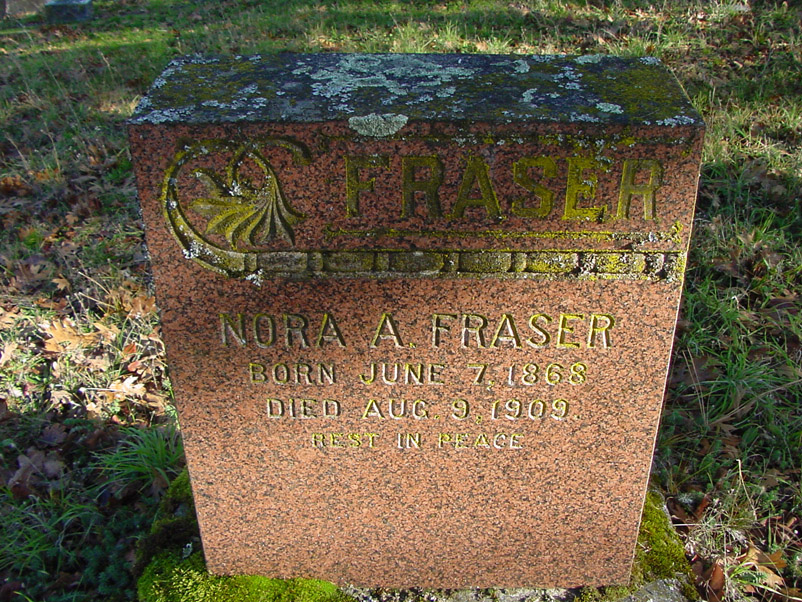 FRASER
NORA A. FRASER
BORN JUNE 7, 1868
DIED AUG. 9, 1909.
REST IN PEACE